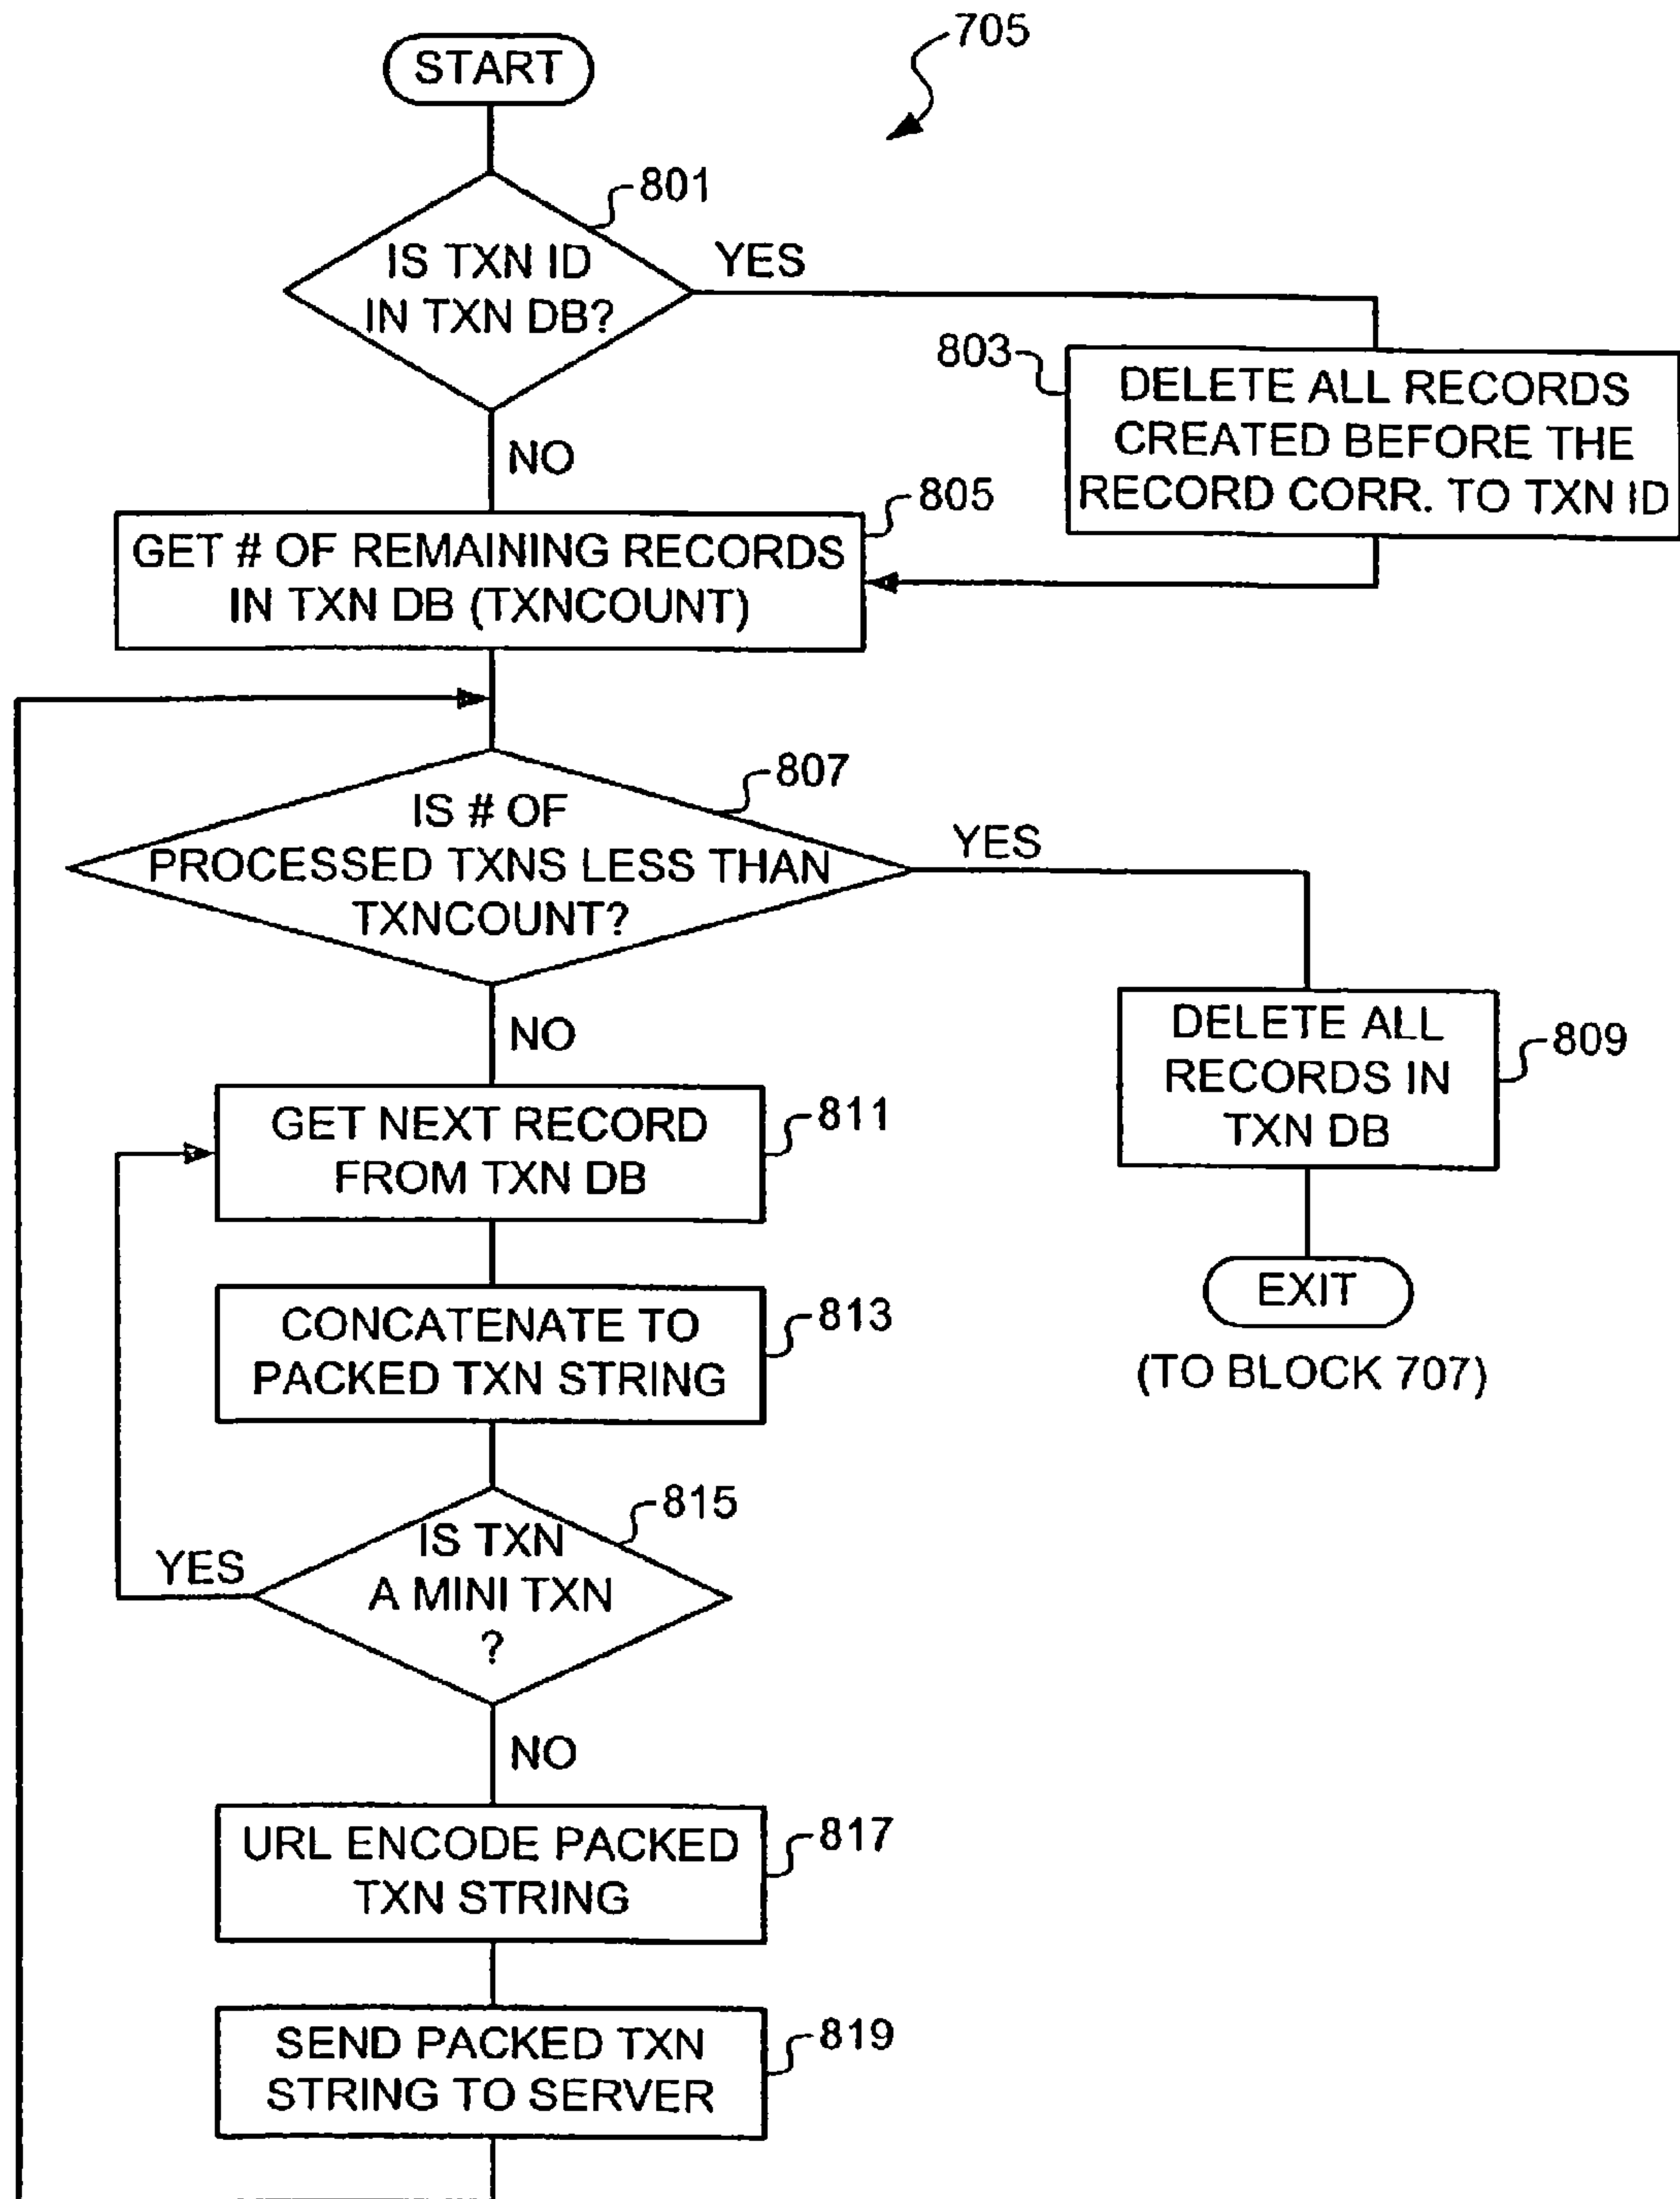 START
705
801
IS TXN ID
IN TXN DB?
YES
NO
803
DELETE ALL RECORDS
CREATED BEFORE THE
RECORD CORR. TO TXN ID
805
GET # OF REMAINING RECORDS
IN TXN DB (TXNCOUNT)
807
IS # OF
PROCESSED TXNS LESS THAN
TXNCOUNT?
YES
NO
DELETE ALL
RECORDS IN
TXN DB
809
EXIT
(TO BLOCK 707)
GET NEXT RECORD
FROM TXN DB
811
CONCATENATE TO
PACKED TXN STRING
813
815
IS TXN
A MINI TXN
?
YES
NO
URL ENCODE PACKED
TXN STRING
817
SEND PACKED TXN
STRING TO SERVER
819